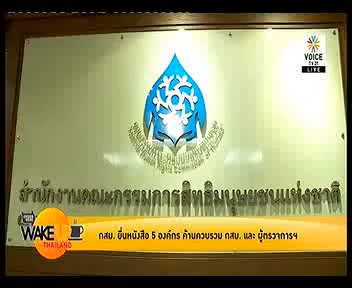 VOICE
TV 21
LIVE
สำนักงานคณะกรรมการสิทธิมนุษยชนแห่งชาติ
WAKE UP
THAILAND
กสม. ยื่นหนังสือ 5 องค์กร ค้านควบรวม กสม. และ ผู้ตรวจการฯ